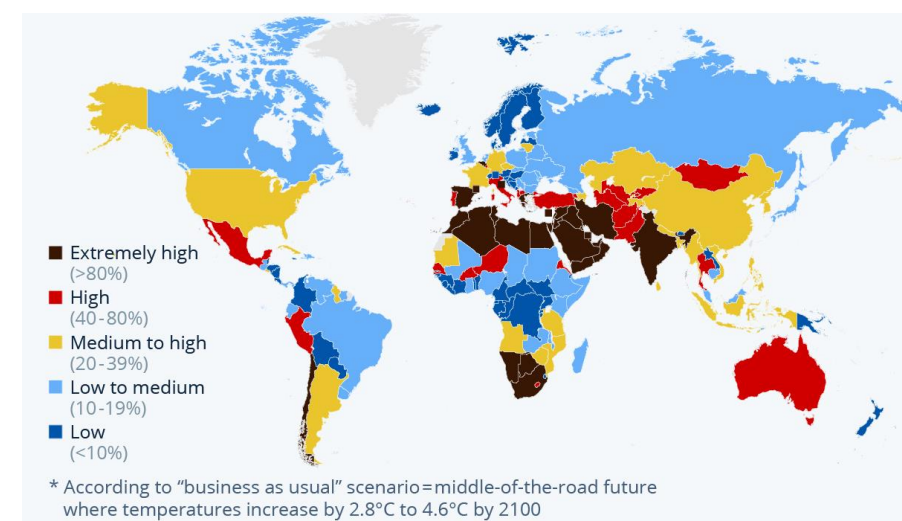 Extremely high
(>80%)
High
(40-80%)
Medium to high
(20-39%)
Low to medium
(10-19%)
Low
(<10%)
* According to “business as usual” scenario=middle-of-the-road future
where temperatures increase by 2.8°C to 4.6°C by 2100